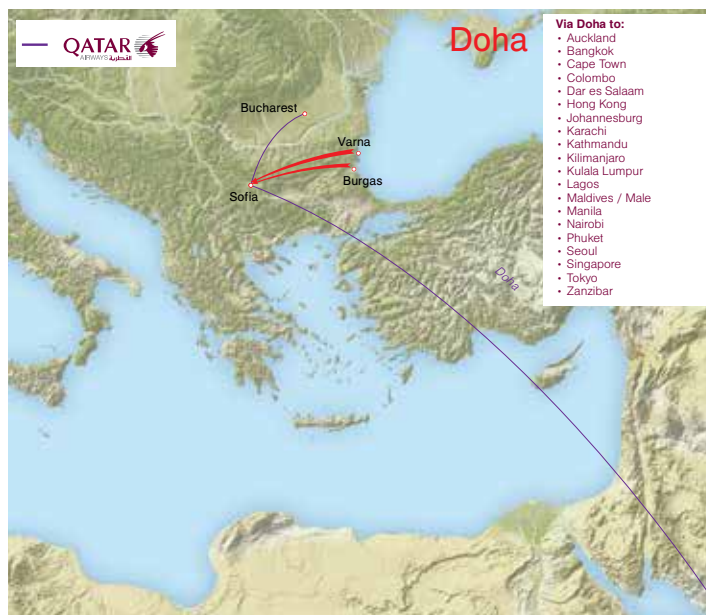 QATAR
AIRWAYS القطرية
Doha
Via Doha to:
• Auckland
• Bangkok
• Cape Town
• Colombo
• Dar es Salaam
• Hong Kong
• Johannesburg
• Karachi
• Kathmandu
• Kilimanjaro
• Kulala Lumpur
• Lagos
• Maldives / Male
• Manila
• Nairobi
• Phuket
• Seoul
• Singapore
• Tokyo
• Zanzibar
Bucharest
Varna
Burgas
Sofia
Doha